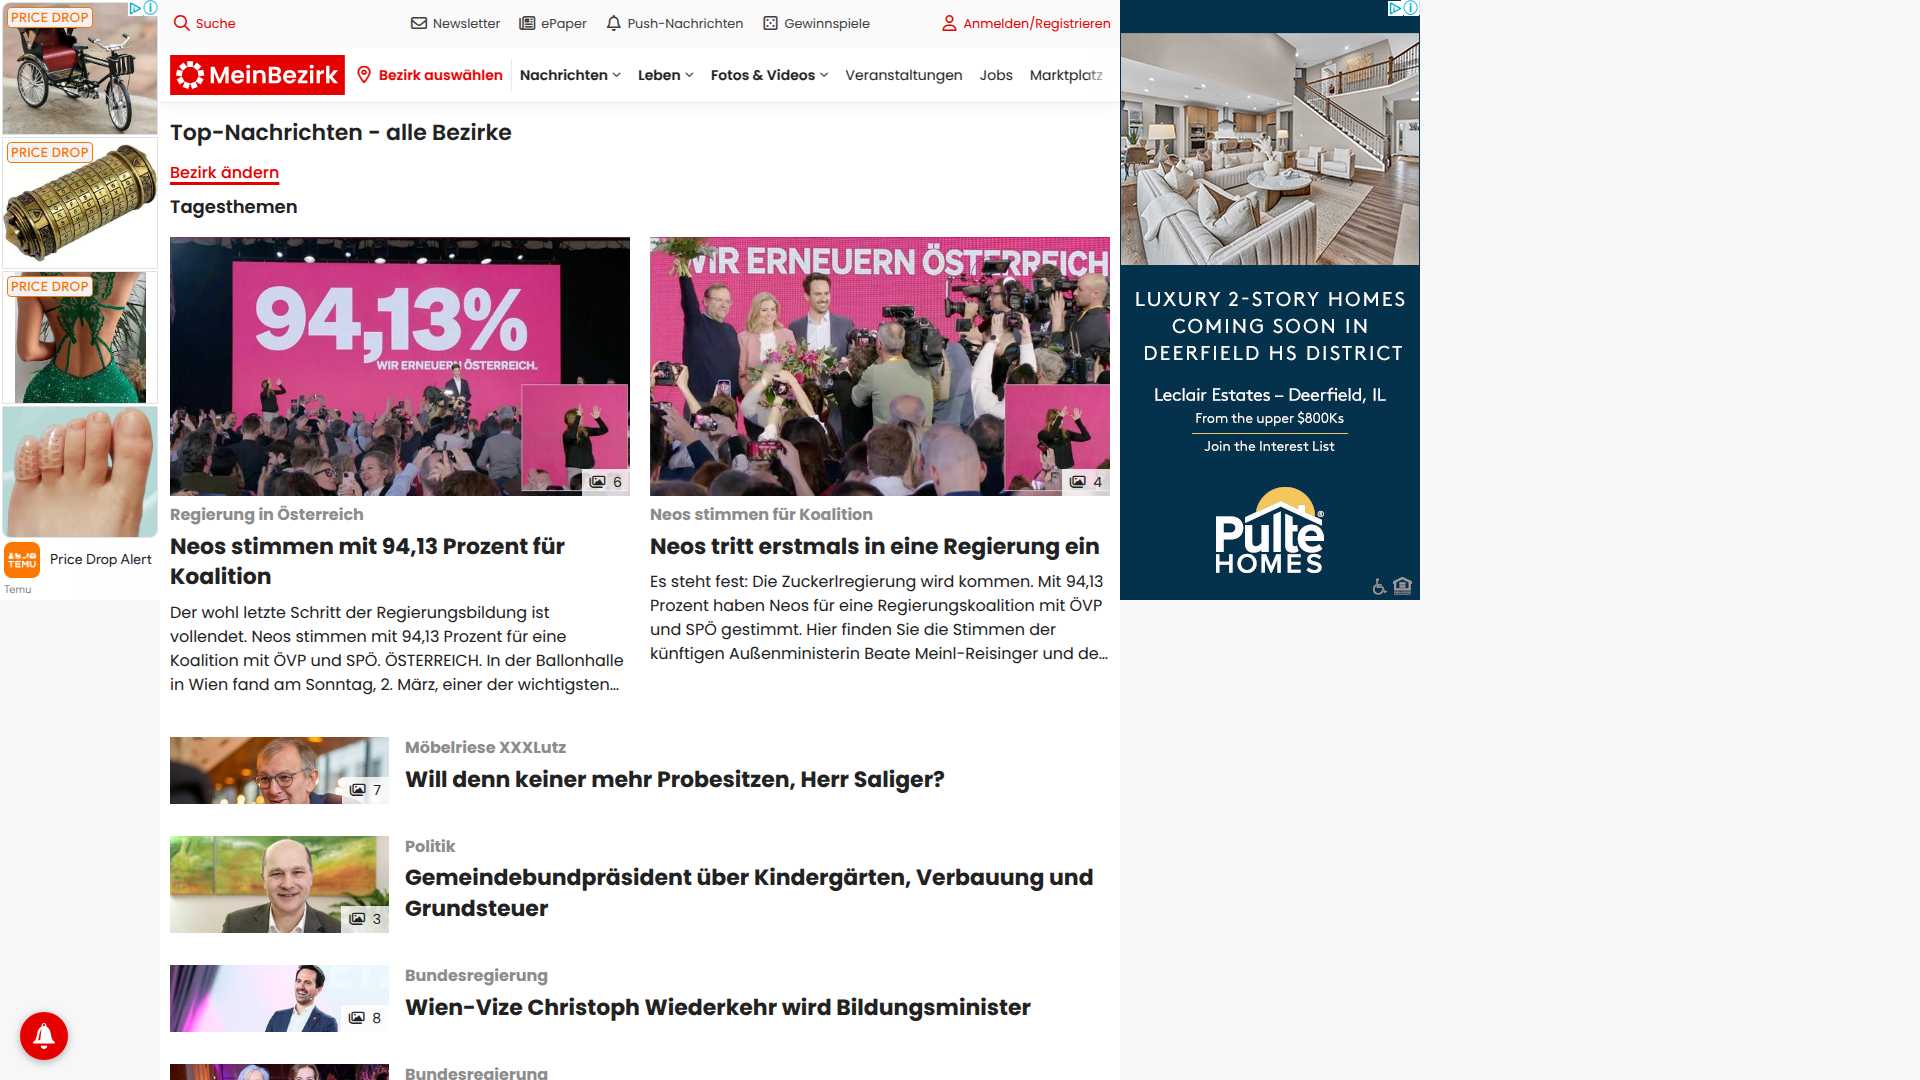 PRICE DROP
PRICE DROP
PRICE DROP
TEMU
Price Drop Alert
Temu
Suche
Newsletter
ePaper
Push-Nachrichten
Gewinnspiele
Anmelden/Registrieren
MeinBezirk
Bezirk auswählen
Nachrichten
Leben
Fotos & Videos
Veranstaltungen
Jobs
Marktplatz
Top-Nachrichten - alle Bezirke
Bezirk ändern
Tagesthemen
94,13%
WIR ERNEUERN ÖSTERREICH.
6
Regierung in Österreich
Neos stimmen mit 94,13 Prozent für
Koalition
Der wohl letzte Schritt der Regierungsbildung ist
vollendet. Neos stimmen mit 94,13 Prozent für eine
Koalition mit ÖVP und SPÖ. ÖSTERREICH. In der Ballonhalle
in Wien fand am Sonntag, 2. März, einer der wichtigsten...
WIR ERNEUERN ÖSTERREICH
4
Neos stimmen für Koalition
Neos tritt erstmals in eine Regierung ein
Es steht fest: Die Zuckerlregierung wird kommen. Mit 94,13
Prozent haben Neos für eine Regierungskoalition mit ÖVP
und SPÖ gestimmt. Hier finden Sie die Stimmen der
künftigen Außenministerin Beate Meinl-Reisinger und de...
7
Möbelriese XXXLutz
Will denn keiner mehr Probesitzen, Herr Saliger?
3
Politik
Gemeindebundpräsident über Kindergärten, Verbauung und
Grundsteuer
8
Bundesregierung
Wien-Vize Christoph Wiederkehr wird Bildungsminister
Bundesregierung
LUXURY 2-STORY HOMES
COMING SOON IN
DEERFIELD HS DISTRICT
Leclair Estates – Deerfield, IL
From the upper $800Ks
Join the Interest List
Pulte®
HOMES